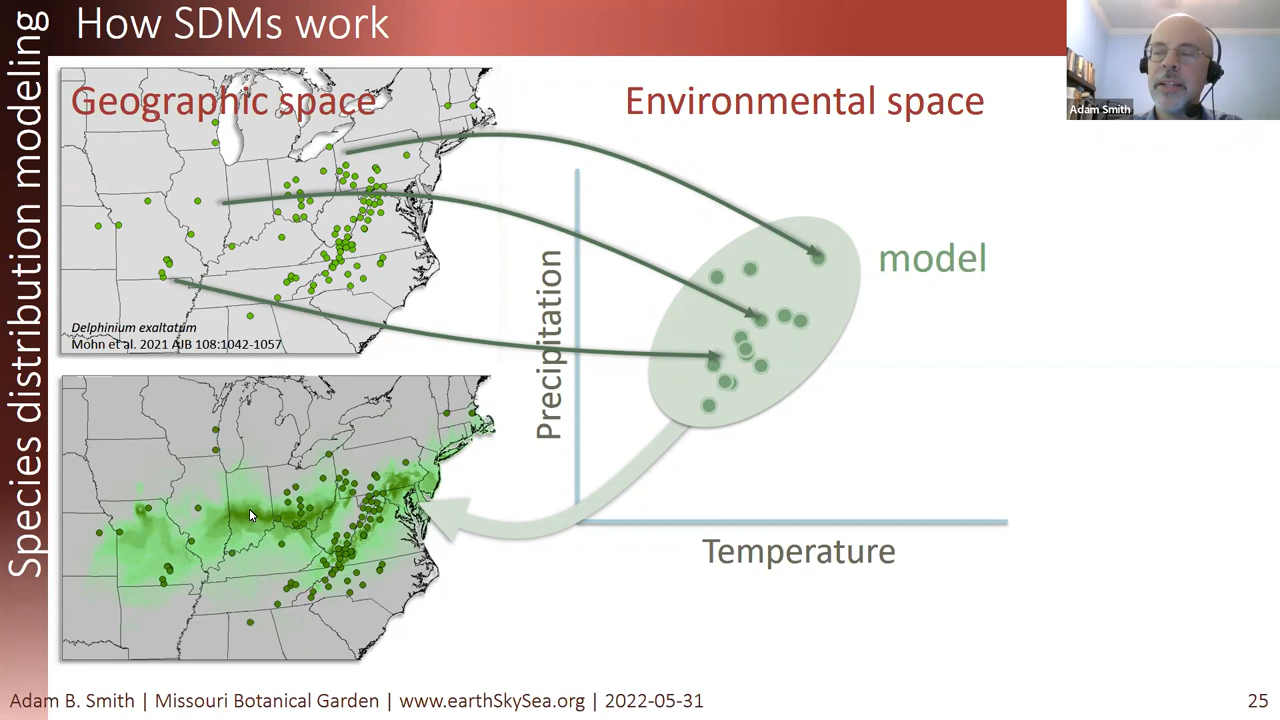 Species distribution modeling
How SDMs work
Adam Smith
Geographic space
Environmental space
model
Precipitation
Temperature
Delphinium exaltatum
Mohn et al. 2021 AJB 108:1042-1057
Adam B. Smith | Missouri Botanical Garden | www.earthSkySea.org | 2022-05-31
25